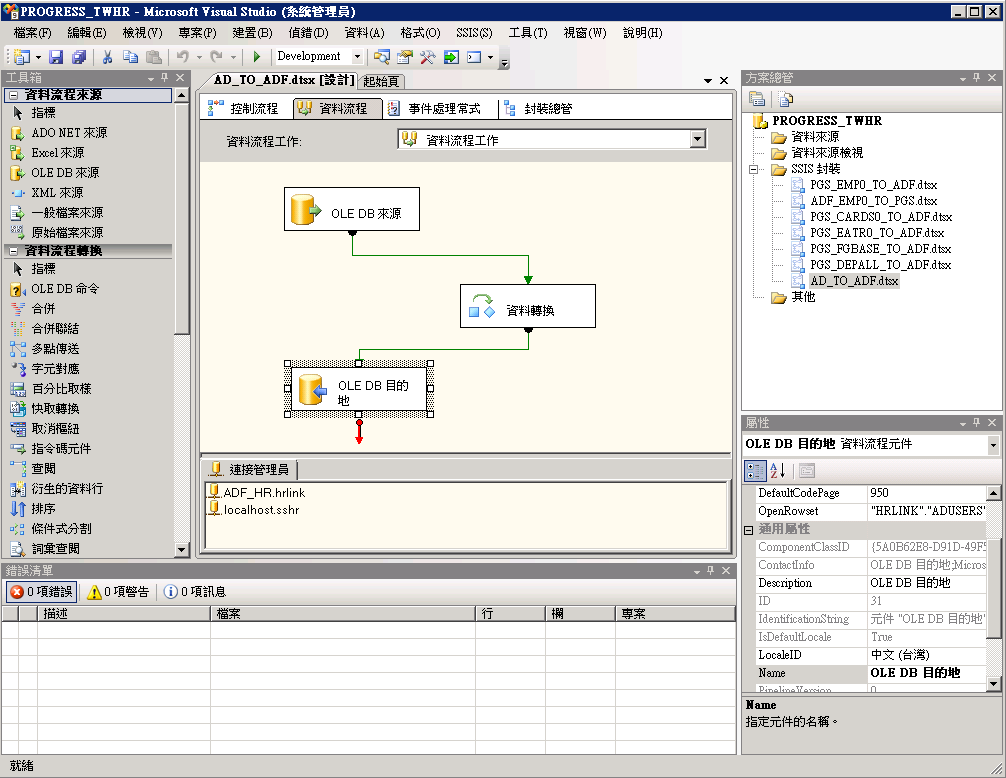 PROGRESS_TWHR - Microsoft Visual Studio (系統管理員)
檔案(F) 編輯(E) 檢視(V) 專案(P) 建置(B) 偵錯(D) 資料(A) 格式(O) SSIS(S) 工具(T) 視窗(W) 說明(H)
Development
工具箱
資料流程來源
指標
ADO NET 來源
Excel 來源
OLE DB 來源
XML 來源
一般檔案來源
原始檔案來源
資料流程轉換
指標
OLE DB 命令
合併
合併聯結
多點傳送
字元對應
百分比取樣
快取轉換
取消樞紐
指令碼元件
查閱
衍生的資料行
排序
條件式分割
詞彙查閱
AD_TO_ADF.dtsx [設計] 起始頁
控制流程 資料流程 事件處理常式 封裝總管
資料流程工作: 資料流程工作
OLE DB 來源
資料轉換
OLE DB 目的
地
連接管理員
ADF_HR.hrlink
localhost.sshr
方案總管
PROGRESS_TWHR
資料來源
資料來源檢視
SSIS 封裝
PGS_EMP0_TO_ADF.dtsx
ADF_EMP0_TO_PGS.dtsx
PGS_CARDS0_TO_ADF.dtsx
PGS_EATR0_TO_ADF.dtsx
PGS_FGBASE_TO_ADF.dtsx
PGS_DEPALL_TO_ADF.dtsx
AD_TO_ADF.dtsx
其他
屬性
OLE DB 目的地 資料流程元件
DefaultCodePage 950
OpenRowset "HRLINK"."ADUSERS"
通用屬性
ComponentClassID {5A0B62E8-D91D-49F5
ContactInfo OLE DB 目的地;Micros
Description OLE DB 目的地
ID 31
IdentificationString 元件 "OLE DB 目的地"
IsDefaultLocale True
LocaleID 中文 (台灣)
Name OLE DB 目的地
PipelineVersion 0
Name
指定元件的名稱。
錯誤清單
0 項錯誤 0 項警告 0 項訊息
描述 檔案 行 欄 專案
就緒